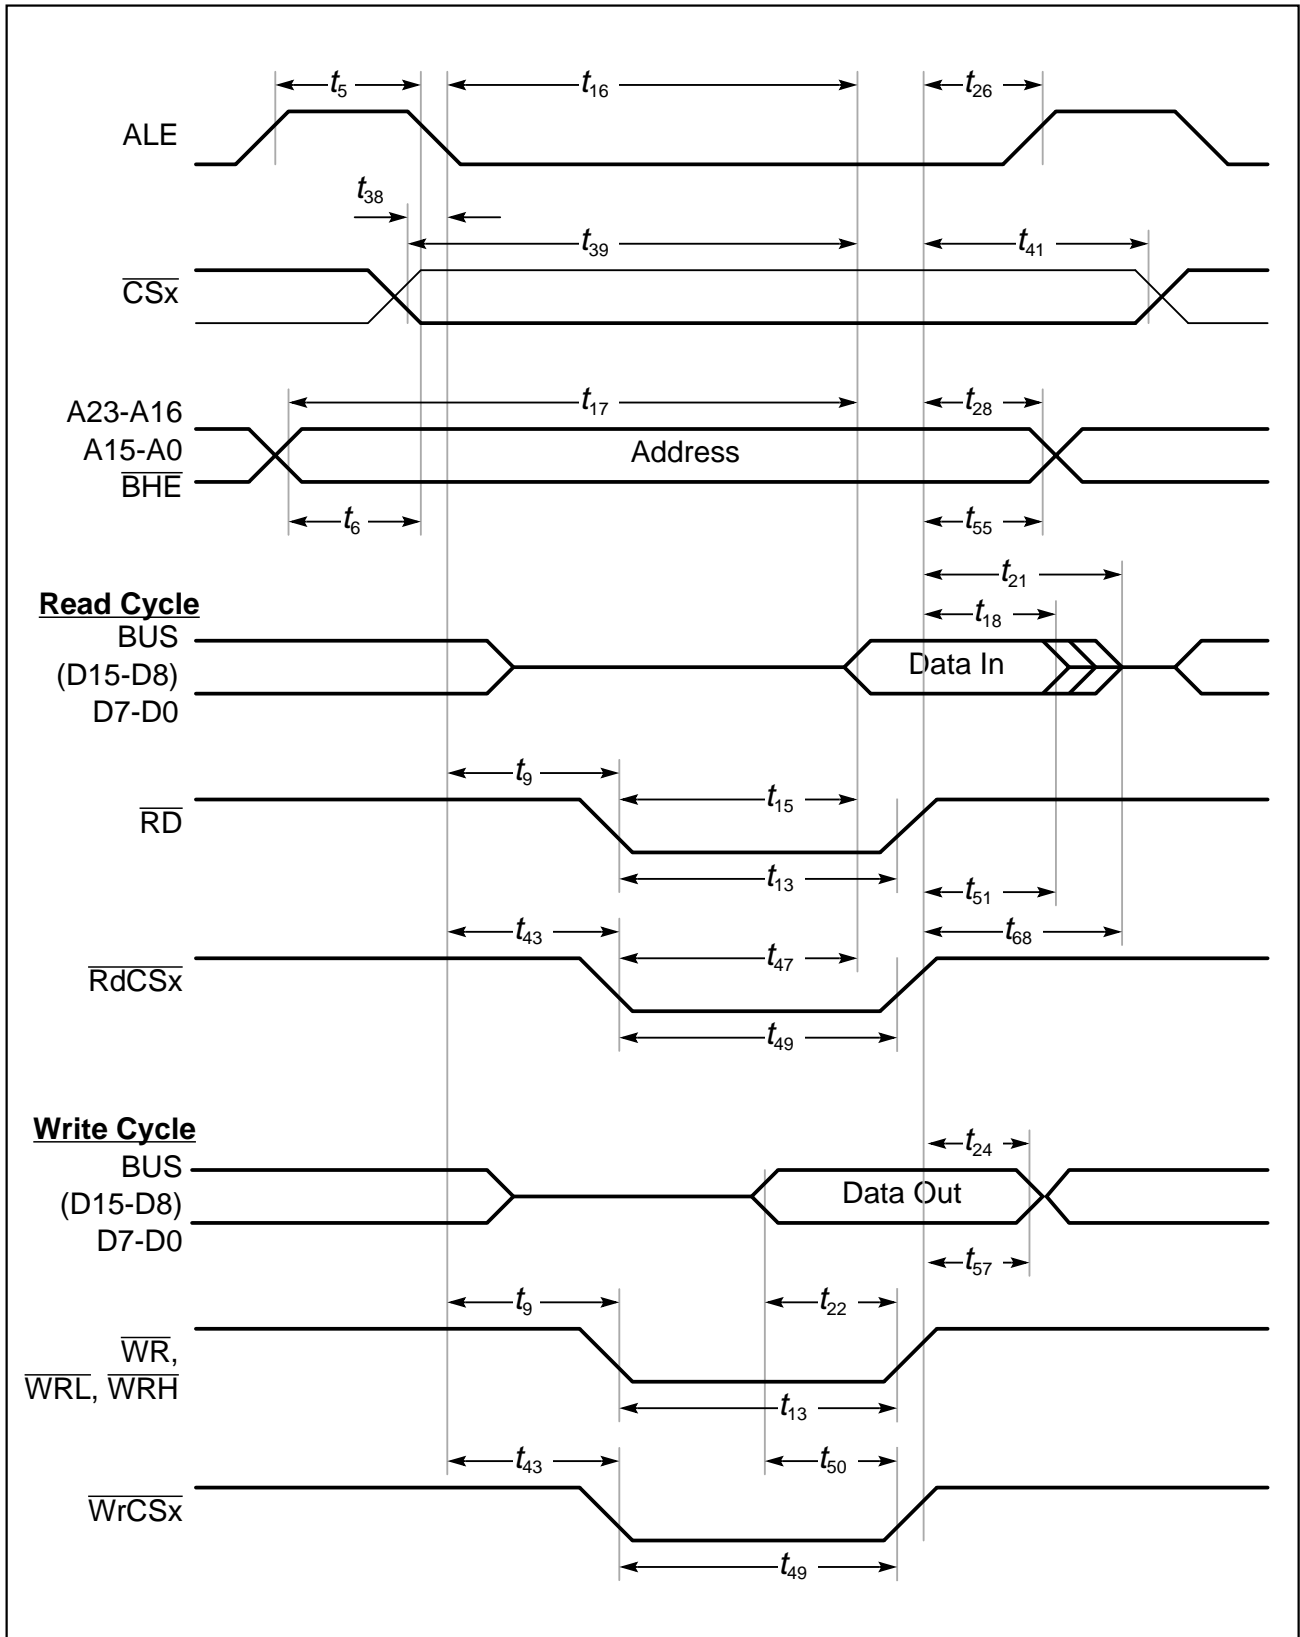 t5
t16
t26
ALE
t38
t39
t41
CSx
t17
t28
A23-A16
A15-A0
Address
BHE
t6
t55
t21
Read Cycle
t18
BUS
(D15-D8)
Data In
D7-D0
t9
t15
RD
t13
t51
t43
t68
t47
RdCSx
t49
Write Cycle
t24
BUS
(D15-D8)
Data Out
D7-D0
t57
t9
t22
WR,
WRL, WRH
t13
t43
t50
WrCSx
t49